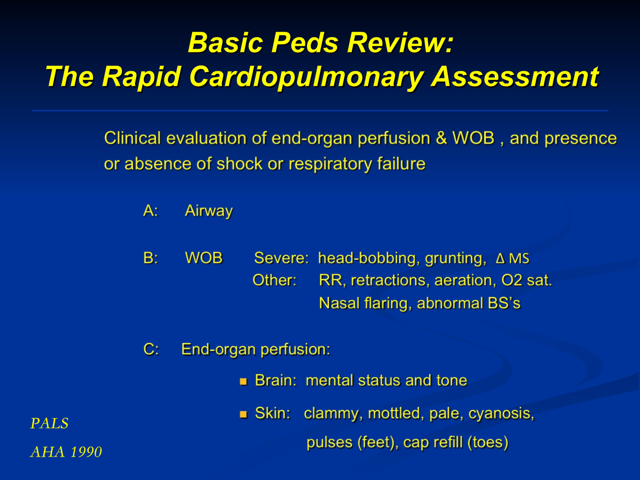 Basic Peds Review:
The Rapid Cardiopulmonary Assessment
Clinical evaluation of end-organ perfusion & WOB , and presence
or absence of shock or respiratory failure
A: Airway
B: WOB Severe: head-bobbing, grunting, Δ MS
Other: RR, retractions, aeration, O2 sat.
Nasal flaring, abnormal BS's
C: End-organ perfusion:
■ Brain: mental status and tone
■ Skin: clammy, mottled, pale, cyanosis,
pulses (feet), cap refill (toes)
PALS
AHA 1990